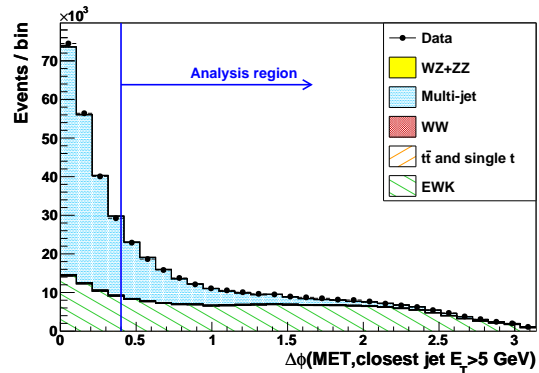 ×10³
Events / bin
70
60
50
40
30
20
10
0
0 0.5 1 1.5 2 2.5 3
Δϕ(MET,closest jet E_T>5 GeV)
Analysis region
Data
WZ+ZZ
Multi-jet
WW
tt̄ and single t
EWK